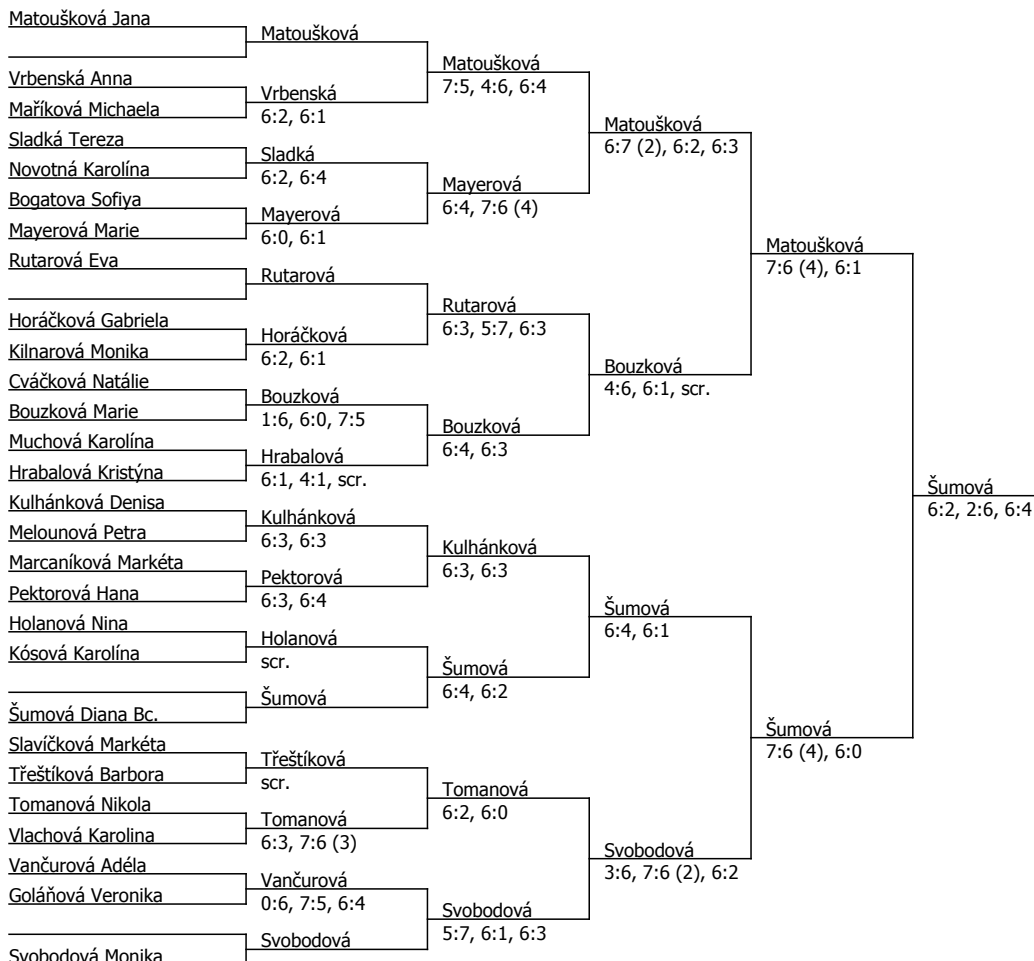 Matoušková Jana
Vrbenská Anna
Maříková Michaela
Sladká Tereza
Novotná Karolína
Bogatova Sofiya
Mayerová Marie
Rutarová Eva
Horáčková Gabriela
Kilnarová Monika
Cváčková Natálie
Bouzková Marie
Muchová Karolína
Hrabalová Kristýna
Kulhánková Denisa
Melounová Petra
Marcaníková Markéta
Pektorová Hana
Holanová Nina
Kósová Karolína
Šumová Diana Bc.
Slavíčková Markéta
Třeštíková Barbora
Tomanová Nikola
Vlachová Karolina
Vančurová Adéla
Goláňová Veronika
Svobodová Monika
Matoušková
Vrbenská
6:2, 6:1
Sladká
6:2, 6:4
Mayerová
6:0, 6:1
Rutarová
Horáčková
6:2, 6:1
Bouzková
1:6, 6:0, 7:5
Hrabalová
6:1, 4:1, scr.
Kulhánková
6:3, 6:3
Pektorová
6:3, 6:4
Holanová
scr.
Šumová
Třeštíková
scr.
Tomanová
6:3, 7:6 (3)
Vančurová
0:6, 7:5, 6:4
Svobodová
Matoušková
7:5, 4:6, 6:4
Mayerová
6:4, 7:6 (4)
Rutarová
6:3, 5:7, 6:3
Bouzková
6:4, 6:3
Kulhánková
6:3, 6:3
Šumová
6:4, 6:2
Tomanová
6:2, 6:0
Svobodová
5:7, 6:1, 6:3
Matoušková
6:7 (2), 6:2, 6:3
Bouzková
4:6, 6:1, scr.
Šumová
6:4, 6:1
Svobodová
3:6, 7:6 (2), 6:2
Matoušková
7:6 (4), 6:1
Šumová
7:6 (4), 6:0
Šumová
6:2, 2:6, 6:4